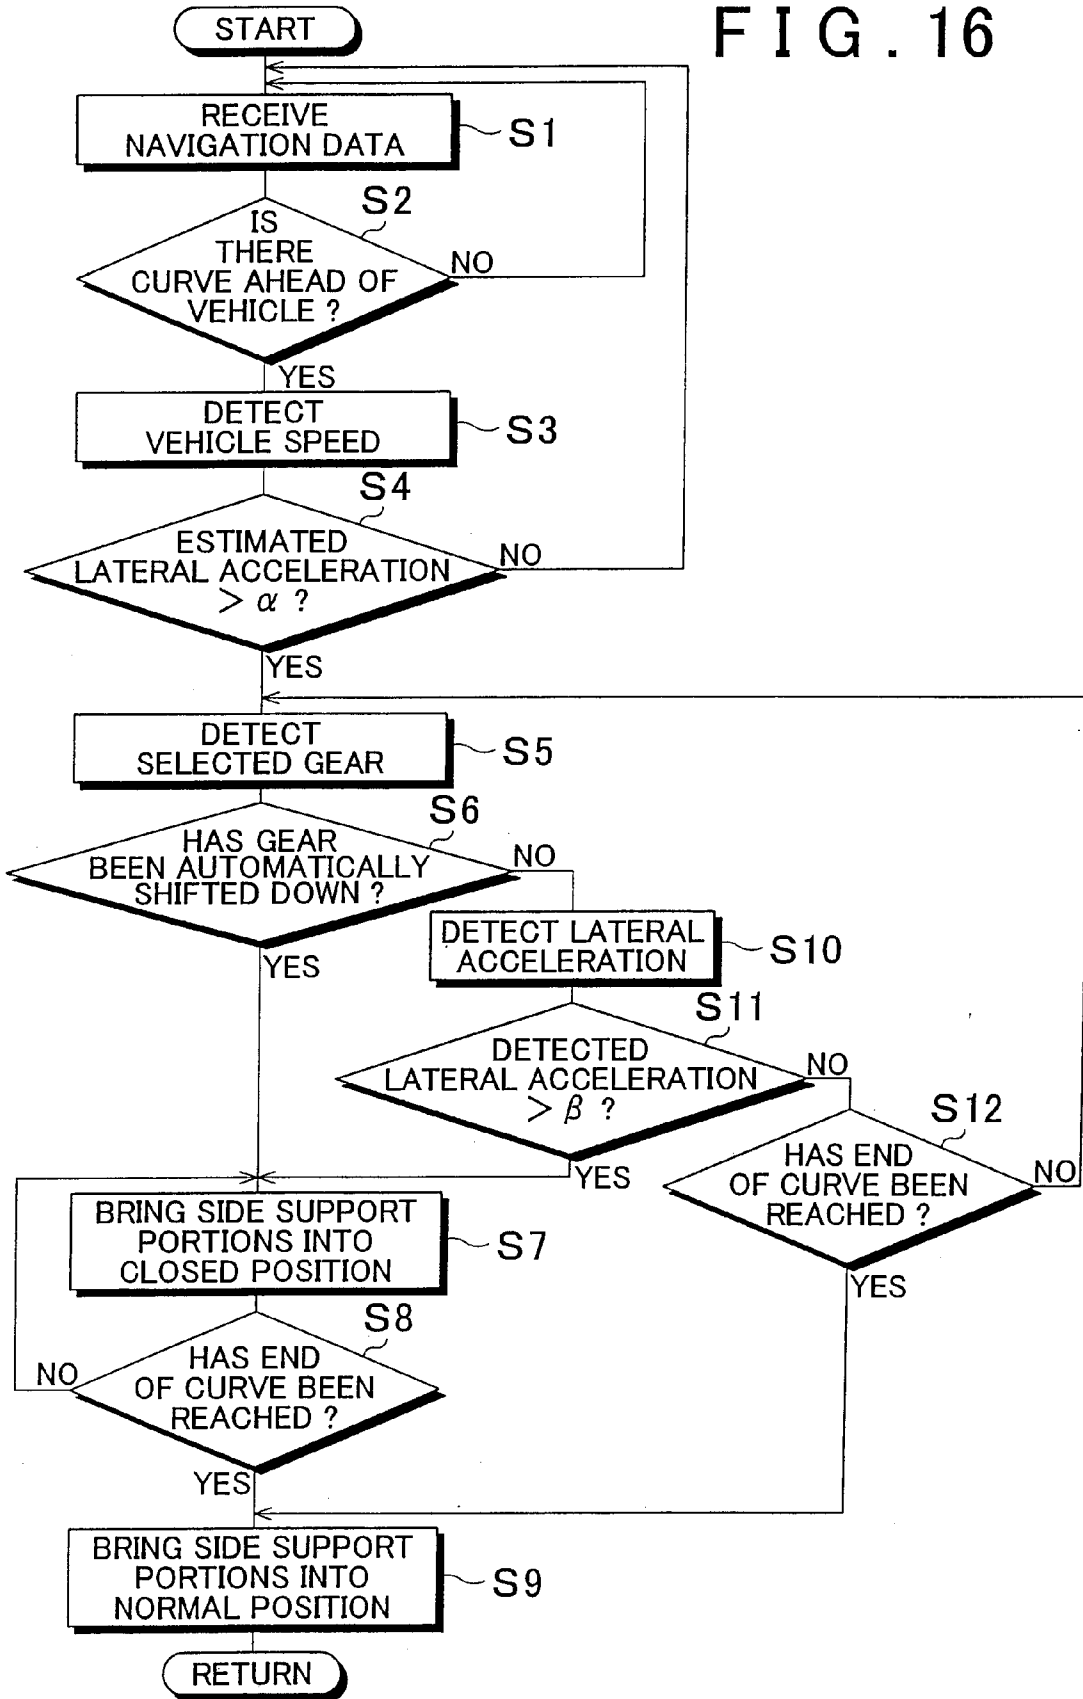 START
FIG.16
RECEIVE
NAVIGATION DATA
S1
S2
IS
THERE
CURVE AHEAD OF
VEHICLE ?
NO
YES
DETECT
VEHICLE SPEED
S3
S4
ESTIMATED
LATERAL ACCELERATION
> α ?
NO
YES
DETECT
SELECTED GEAR
S5
S6
HAS GEAR
BEEN AUTOMATICALLY
SHIFTED DOWN ?
NO
YES
DETECT LATERAL
ACCELERATION
S10
S11
DETECTED
LATERAL ACCELERATION
> β ?
NO
YES
S12
HAS END
OF CURVE BEEN
REACHED ?
NO
YES
BRING SIDE SUPPORT
PORTIONS INTO
CLOSED POSITION
S7
S8
HAS END
OF CURVE BEEN
REACHED ?
NO
YES
BRING SIDE SUPPORT
PORTIONS INTO
NORMAL POSITION
S9
RETURN